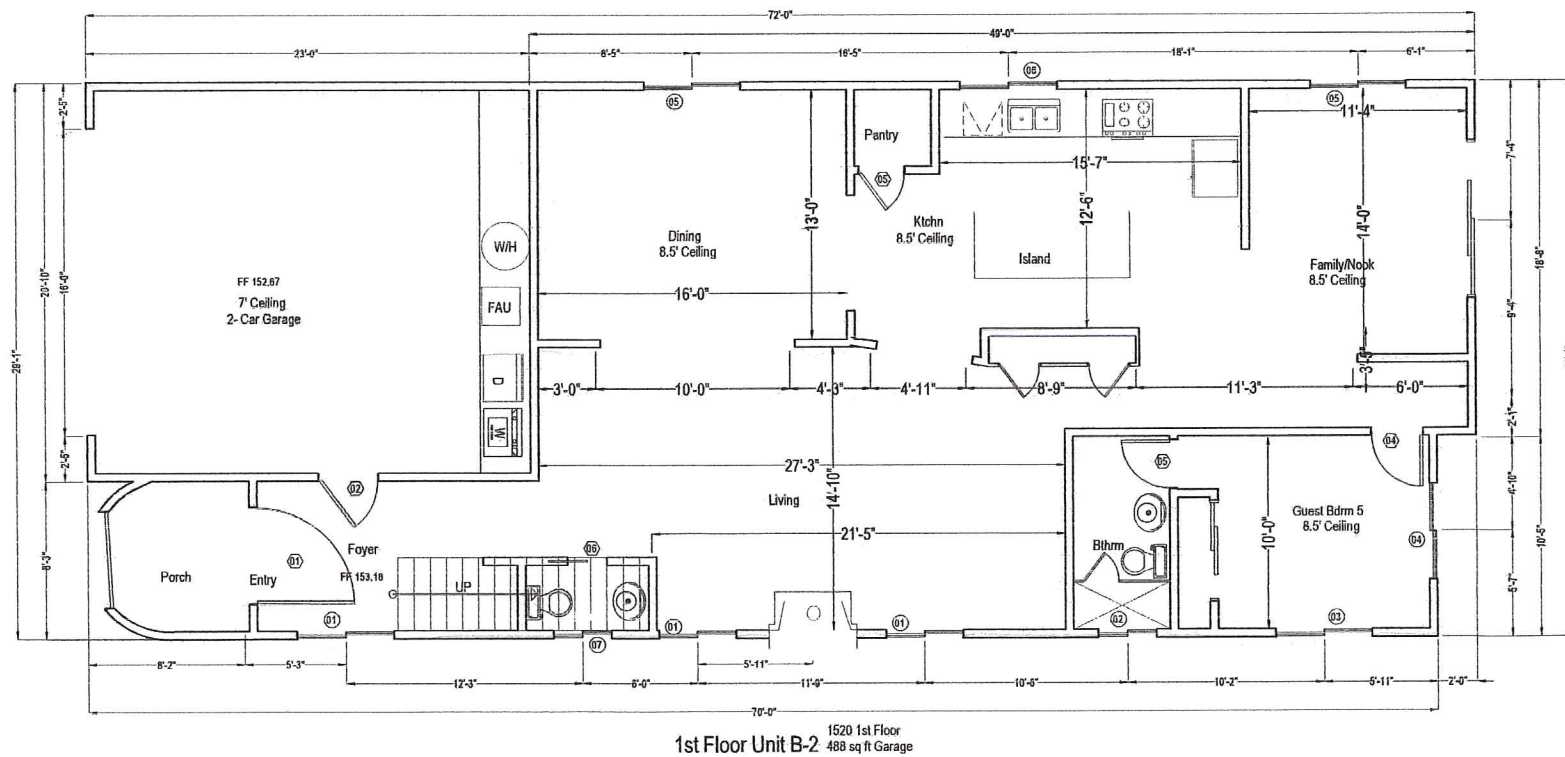 72'-0"
49'-0"
23'-0"
8'-5"
16'-5"
18'-1"
6'-1"
05
06
05
11'-4"
2'-5"
Pantry
7'-4"
05
15'-7"
Ktchn
8.5' Ceiling
13'-0"
12'-6"
14'-0"
W/H
Dining
8.5' Ceiling
Island
Family/Nook
8.5' Ceiling
FF 152.67
7' Ceiling
2- Car Garage
FAU
16'-0"
28'-1"
20'-10"
16'-0"
9'-4"
18'-8"
3'-5"
D
3'-0"
10'-0"
4'-3"
4'-11"
8'-9"
11'-3"
6'-0"
W
2'-1"
04
2'-5"
05
27'-3"
02
Living
14'-10"
4'-10"
21'-5"
Guest Bdrm 5
8.5' Ceiling
10'-0"
04
8'-3"
01
Foyer
06
Bthrm
10'-5"
Porch
Entry
FF 153.18
UP
5'-7"
01
07
01
01
02
03
8'-2"
5'-3"
12'-3"
6'-0"
5'-11"
11'-9"
10'-6"
10'-2"
5'-11"
2'-0"
70'-0"
1st Floor Unit B-2
1520 1st Floor
488 sq ft Garage